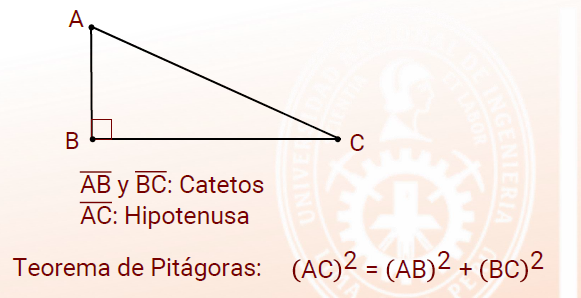 A
B
C
AB y BC: Catetos
AC: Hipotenusa
Teorema de Pitágoras: (AC)² = (AB)² + (BC)²